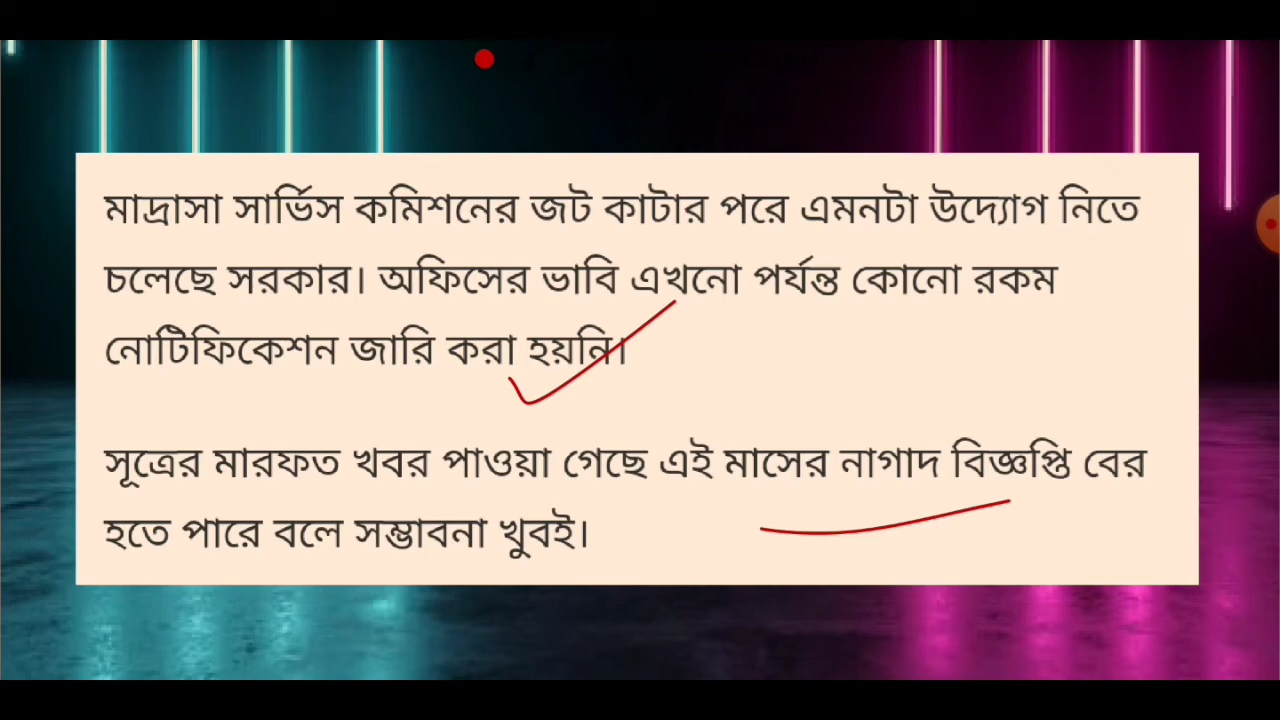 মাদ্রাসা সার্ভিস কমিশনের জট কাটার পরে এমনটা উদ্যোগ নিতে
চলেছে সরকার। অফিসের ভাবি এখনো পর্যন্ত কোনো রকম
নোটিফিকেশন জারি করা হয়নি।
সূত্রের মারফত খবর পাওয়া গেছে এই মাসের নাগাদ বিজ্ঞপ্তি বের
হতে পারে বলে সম্ভাবনা খুবই।